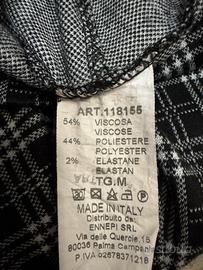 ART.118155
54% VISCOSA
VISCOSE
44% POLIESTERE
POLYESTER
2% ELASTANE
ELASTAN
TG.M
MADE IN ITALY
Distribuito da:
ENNEPI SRL
Via delle Quercie, 15
80036 Palma Campania
P.IVA 02678371218